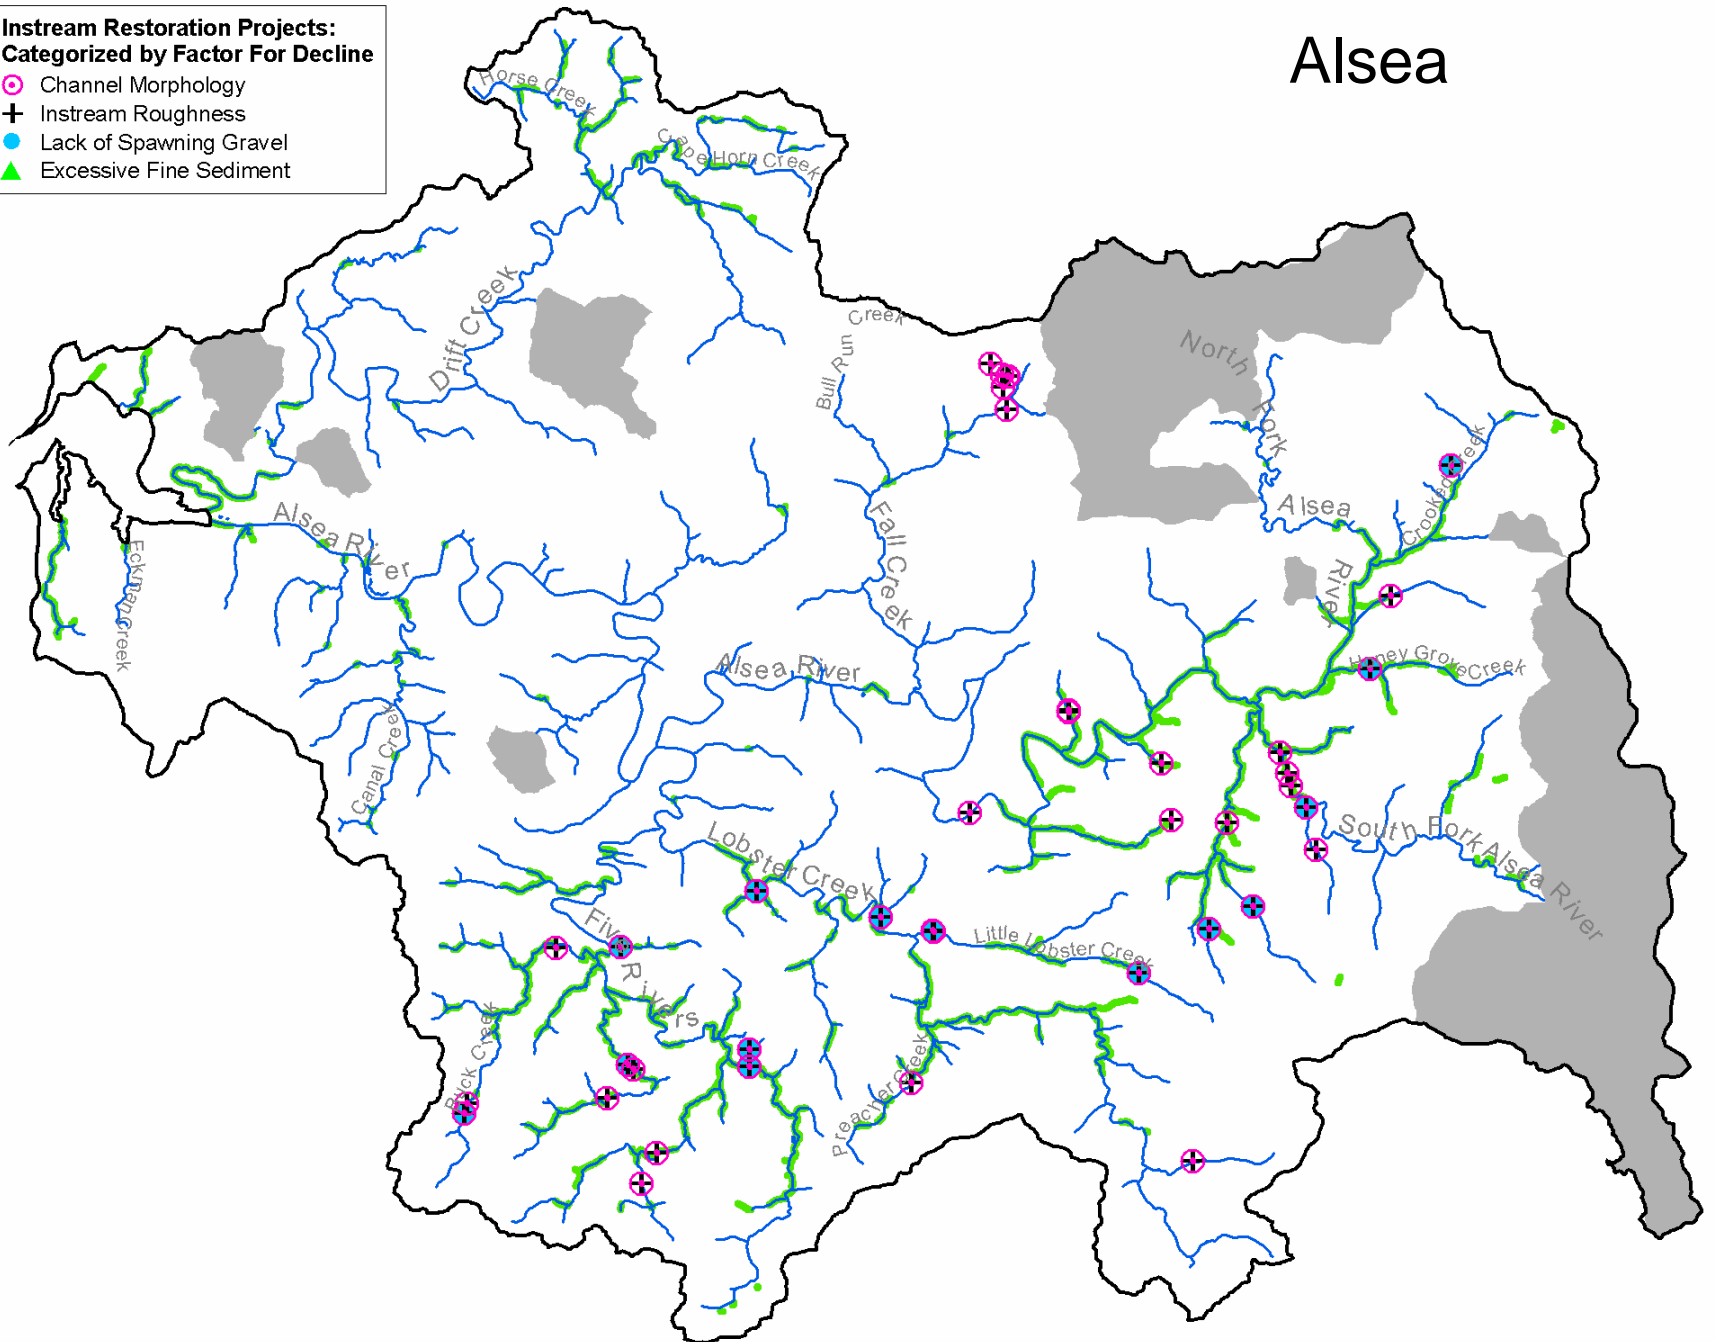 Instream Restoration Projects:
Categorized by Factor For Decline
Channel Morphology
Instream Roughness
Lack of Spawning Gravel
Excessive Fine Sediment
Alsea
Horse Creek
Cape Horn Creek
Drift Creek
Bull Run Creek
North Fork Alsea River
Crooked Creek
Alsea River
Eckman Creek
Fall Creek
Alsea River
Honey Grove Creek
Canal Creek
Lobster Creek
South Fork Alsea River
Five Rivers
Little Lobster Creek
Buck Creek
Preacher Creek